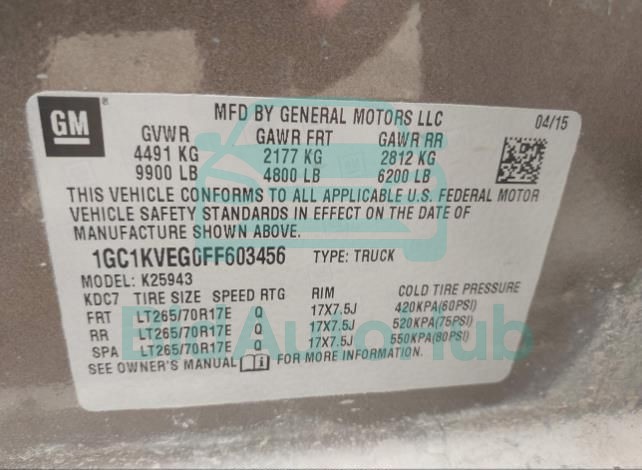 GM
MFD BY GENERAL MOTORS LLC
04/15
GVWR GAWR FRT GAWR RR
4491 KG 2177 KG 2812 KG
9900 LB 4800 LB 6200 LB
THIS VEHICLE CONFORMS TO ALL APPLICABLE U.S. FEDERAL MOTOR
VEHICLE SAFETY STANDARDS IN EFFECT ON THE DATE OF
MANUFACTURE SHOWN ABOVE.
1GC1KVEG0FF603456 TYPE: TRUCK
MODEL: K25943
KDC7 TIRE SIZE SPEED RTG RIM COLD TIRE PRESSURE
FRT LT265/70R17E Q 17X7.5J 420KPA(60PSI)
RR LT265/70R17E Q 17X7.5J 520KPA(75PSI)
SPA LT265/70R17E Q 17X7.5J 550KPA(80PSI)
SEE OWNER'S MANUAL FOR MORE INFORMATION.